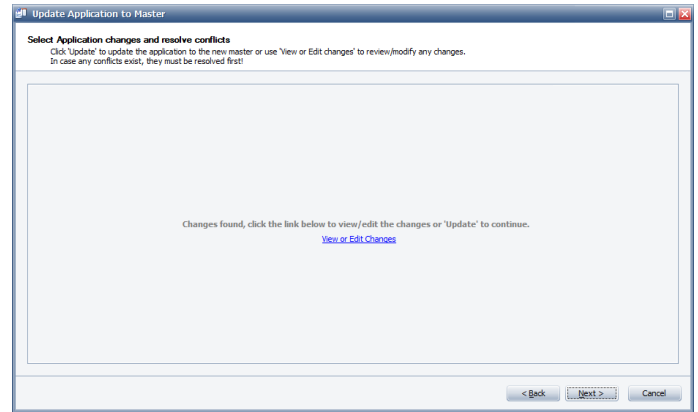 Update Application to Master
Select Application changes and resolve conflicts
Click 'Update' to update the application to the new master or use 'View or Edit changes' to review/modify any changes.
In case any conflicts exist, they must be resolved first!
Changes found, click the link below to view/edit the changes or 'Update' to continue.
View or Edit Changes
< Back Next > Cancel